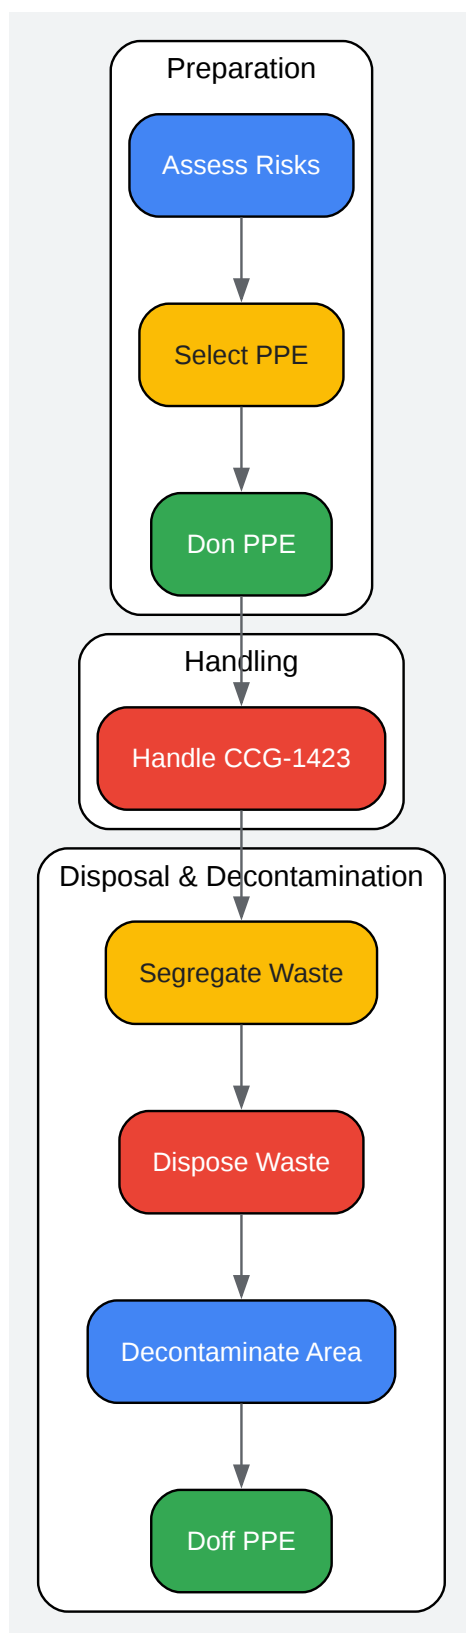 Preparation
Assess Risks
Select PPE
Don PPE
Handling
Handle CCG-1423
Disposal & Decontamination
Segregate Waste
Dispose Waste
Decontaminate Area
Doff PPE